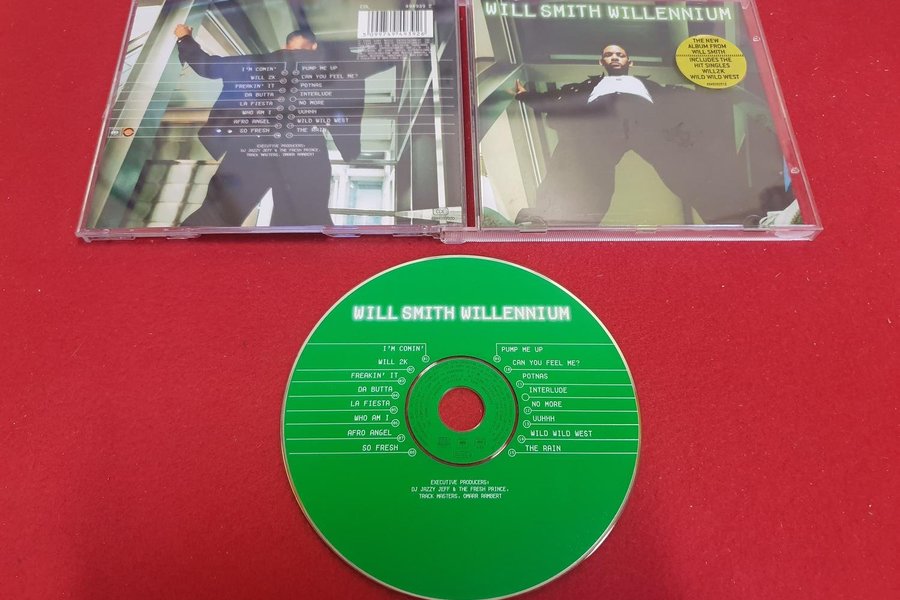 WILL SMITH WILLENNIUM
THE NEW
ALBUM FROM
WILL SMITH
INCLUDES THE
HIT SINGLES
WILL2K
WILD WILD WEST
COL
494939 2
I'M COMIN'
WILL 2K
FREAKIN' IT
DA BUTTA
LA FIESTA
WHO AM I
AFRO ANGEL
SO FRESH
PUMP ME UP
CAN YOU FEEL ME?
POTNAS
INTERLUDE
NO MORE
UUHHH
WILD WILD WEST
THE RAIN
EXECUTIVE PRODUCERS:
DJ JAZZY JEFF & THE FRESH PRINCE,
TRACK MASTERS, OMARR RAMBERT
WILL SMITH WILLENNIUM
I'M COMIN'
WILL 2K
FREAKIN' IT
DA BUTTA
LA FIESTA
WHO AM I
AFRO ANGEL
SO FRESH
PUMP ME UP
CAN YOU FEEL ME?
POTNAS
INTERLUDE
NO MORE
UUHHH
WILD WILD WEST
THE RAIN
EXECUTIVE PRODUCERS:
DJ JAZZY JEFF & THE FRESH PRINCE,
TRACK MASTERS, OMARR RAMBERT